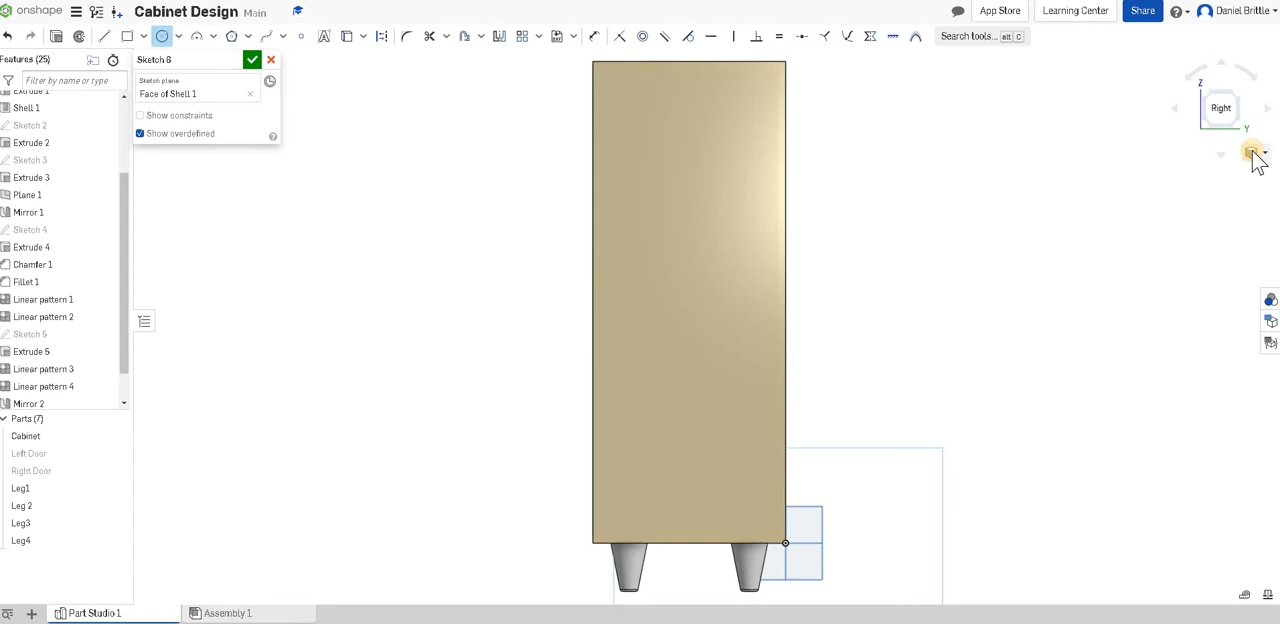 onshape Cabinet Design Main App Store Learning Center Share Daniel Brittle
Search tools... alt C
Features (25)
Filter by name or type
Extrude 1
Shell 1
Sketch 2
Extrude 2
Sketch 3
Extrude 3
Plane 1
Mirror 1
Sketch 4
Extrude 4
Chamfer 1
Fillet 1
Linear pattern 1
Linear pattern 2
Sketch 5
Extrude 5
Linear pattern 3
Linear pattern 4
Mirror 2
Parts (7)
Cabinet
Left Door
Right Door
Leg1
Leg 2
Leg3
Leg4
Sketch 6
Sketch plane
Face of Shell 1
Show constraints
Show overdefined
Z
Right
Y
Part Studio 1
Assembly 1